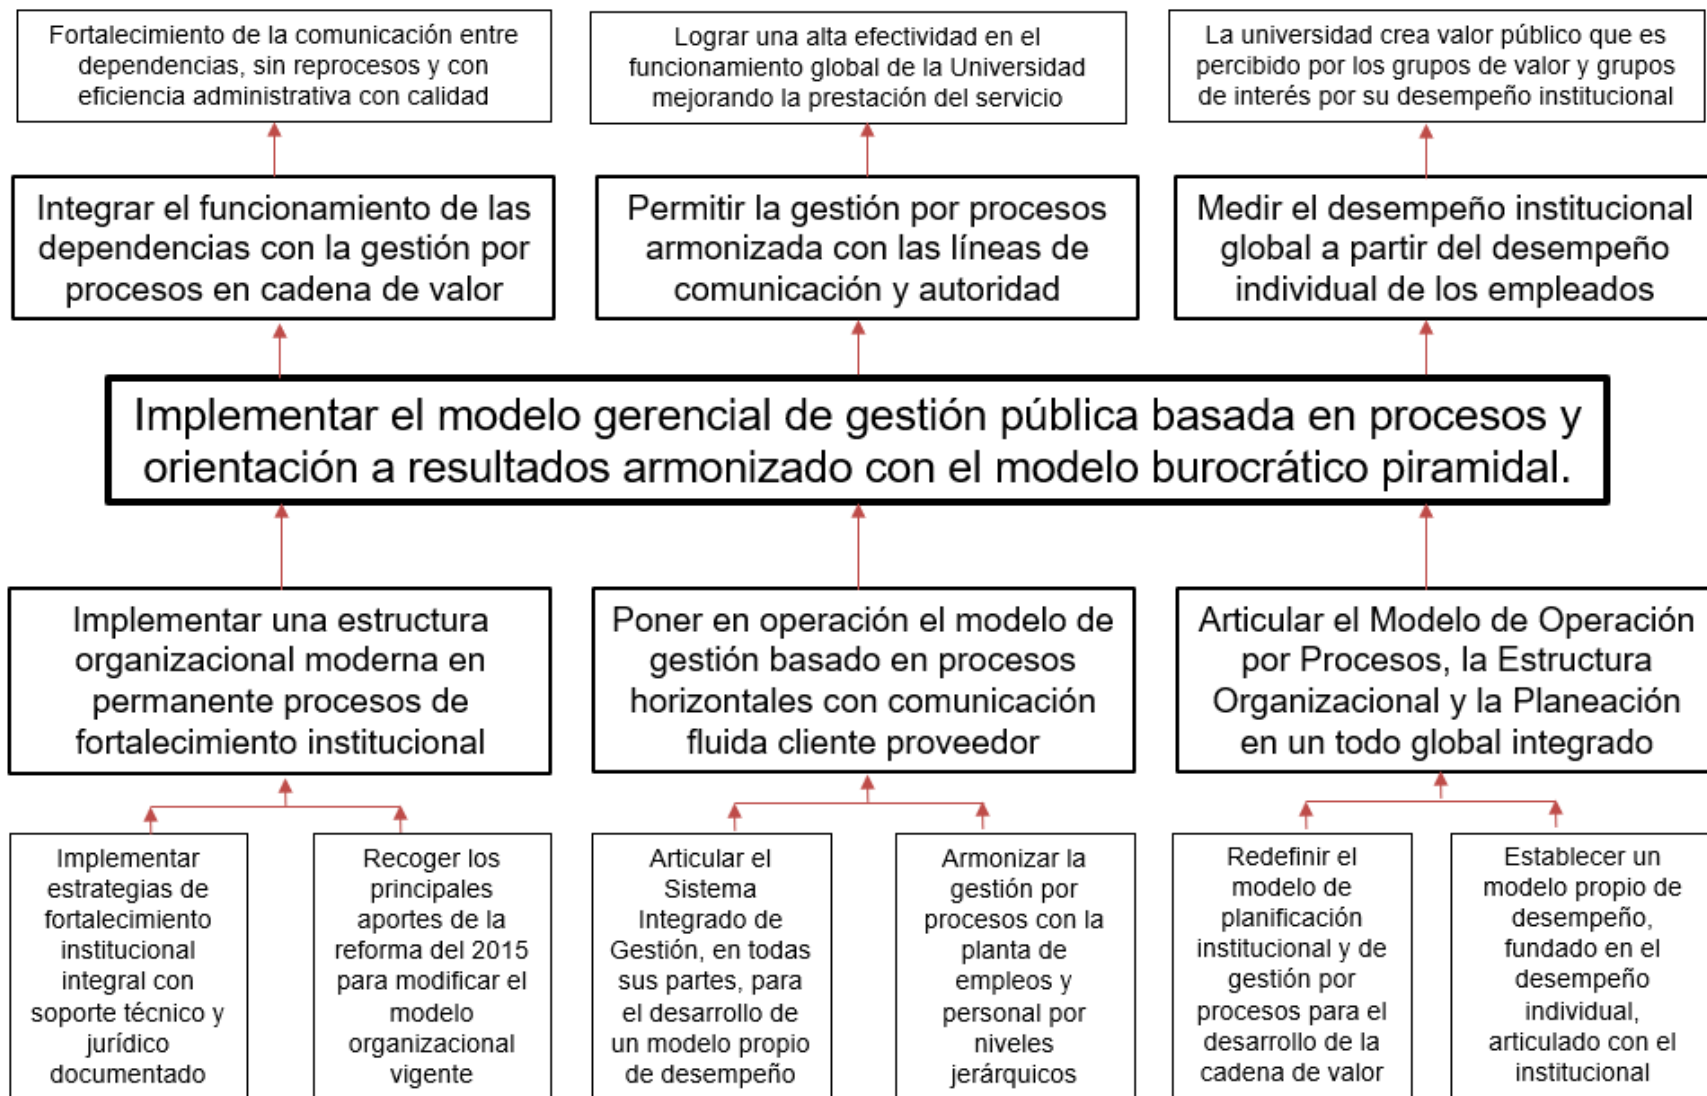 Fortalecimiento de la comunicación entre
dependencias, sin reprocesos y con
eficiencia administrativa con calidad
Lograr una alta efectividad en el
funcionamiento global de la Universidad
mejorando la prestación del servicio
La universidad crea valor público que es
percibido por los grupos de valor y grupos
de interés por su desempeño institucional
Integrar el funcionamiento de las
dependencias con la gestión por
procesos en cadena de valor
Permitir la gestión por procesos
armonizada con las líneas de
comunicación y autoridad
Medir el desempeño institucional
global a partir del desempeño
individual de los empleados
Implementar el modelo gerencial de gestión pública basada en procesos y
orientación a resultados armonizado con el modelo burocrático piramidal.
Implementar una estructura
organizacional moderna en
permanente procesos de
fortalecimiento institucional
Poner en operación el modelo de
gestión basado en procesos
horizontales con comunicación
fluida cliente proveedor
Articular el Modelo de Operación
por Procesos, la Estructura
Organizacional y la Planeación
en un todo global integrado
Implementar
estrategias de
fortalecimiento
institucional
integral con
soporte técnico y
jurídico
documentado
Recoger los
principales
aportes de la
reforma del 2015
para modificar el
modelo
organizacional
vigente
Articular el
Sistema
Integrado de
Gestión, en todas
sus partes, para
el desarrollo de
un modelo propio
de desempeño
Armonizar la
gestión por
procesos con la
planta de
empleos y
personal por
niveles
jerárquicos
Redefinir el
modelo de
planificación
institucional y de
gestión por
procesos para el
desarrollo de la
cadena de valor
Establecer un
modelo propio de
desempeño,
fundado en el
desempeño
individual,
articulado con el
institucional